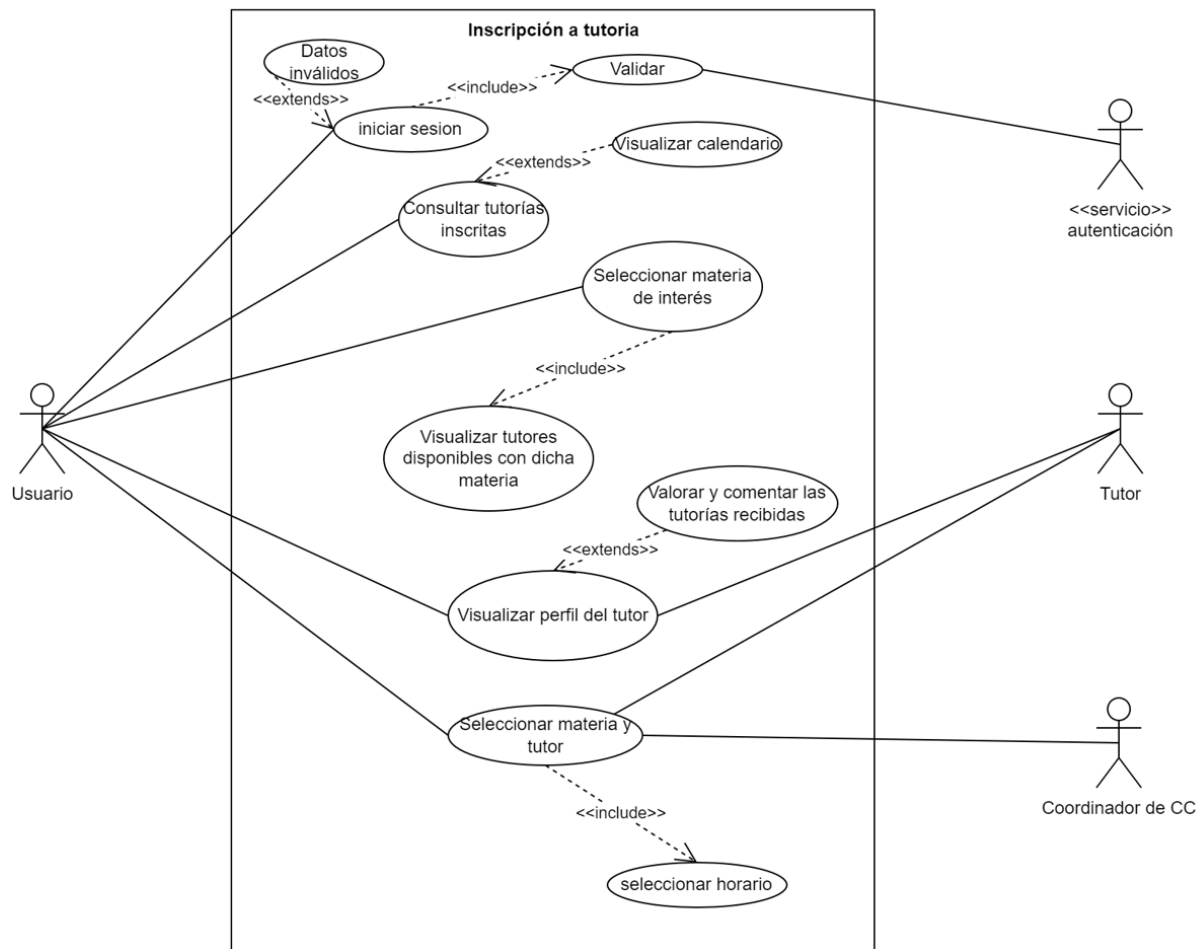 Inscripción a tutoria
Datos
inválidos
<<extends>>
<<include>>
Validar
iniciar sesion
Visualizar calendario
<<extends>>
Consultar tutorías
inscritas
<<servicio>>
autenticación
Seleccionar materia
de interés
<<include>>
Visualizar tutores
disponibles con dicha
materia
Usuario
Tutor
Valorar y comentar las
tutorías recibidas
<<extends>>
Visualizar perfil del tutor
Seleccionar materia y
tutor
Coordinador de CC
<<include>>
seleccionar horario